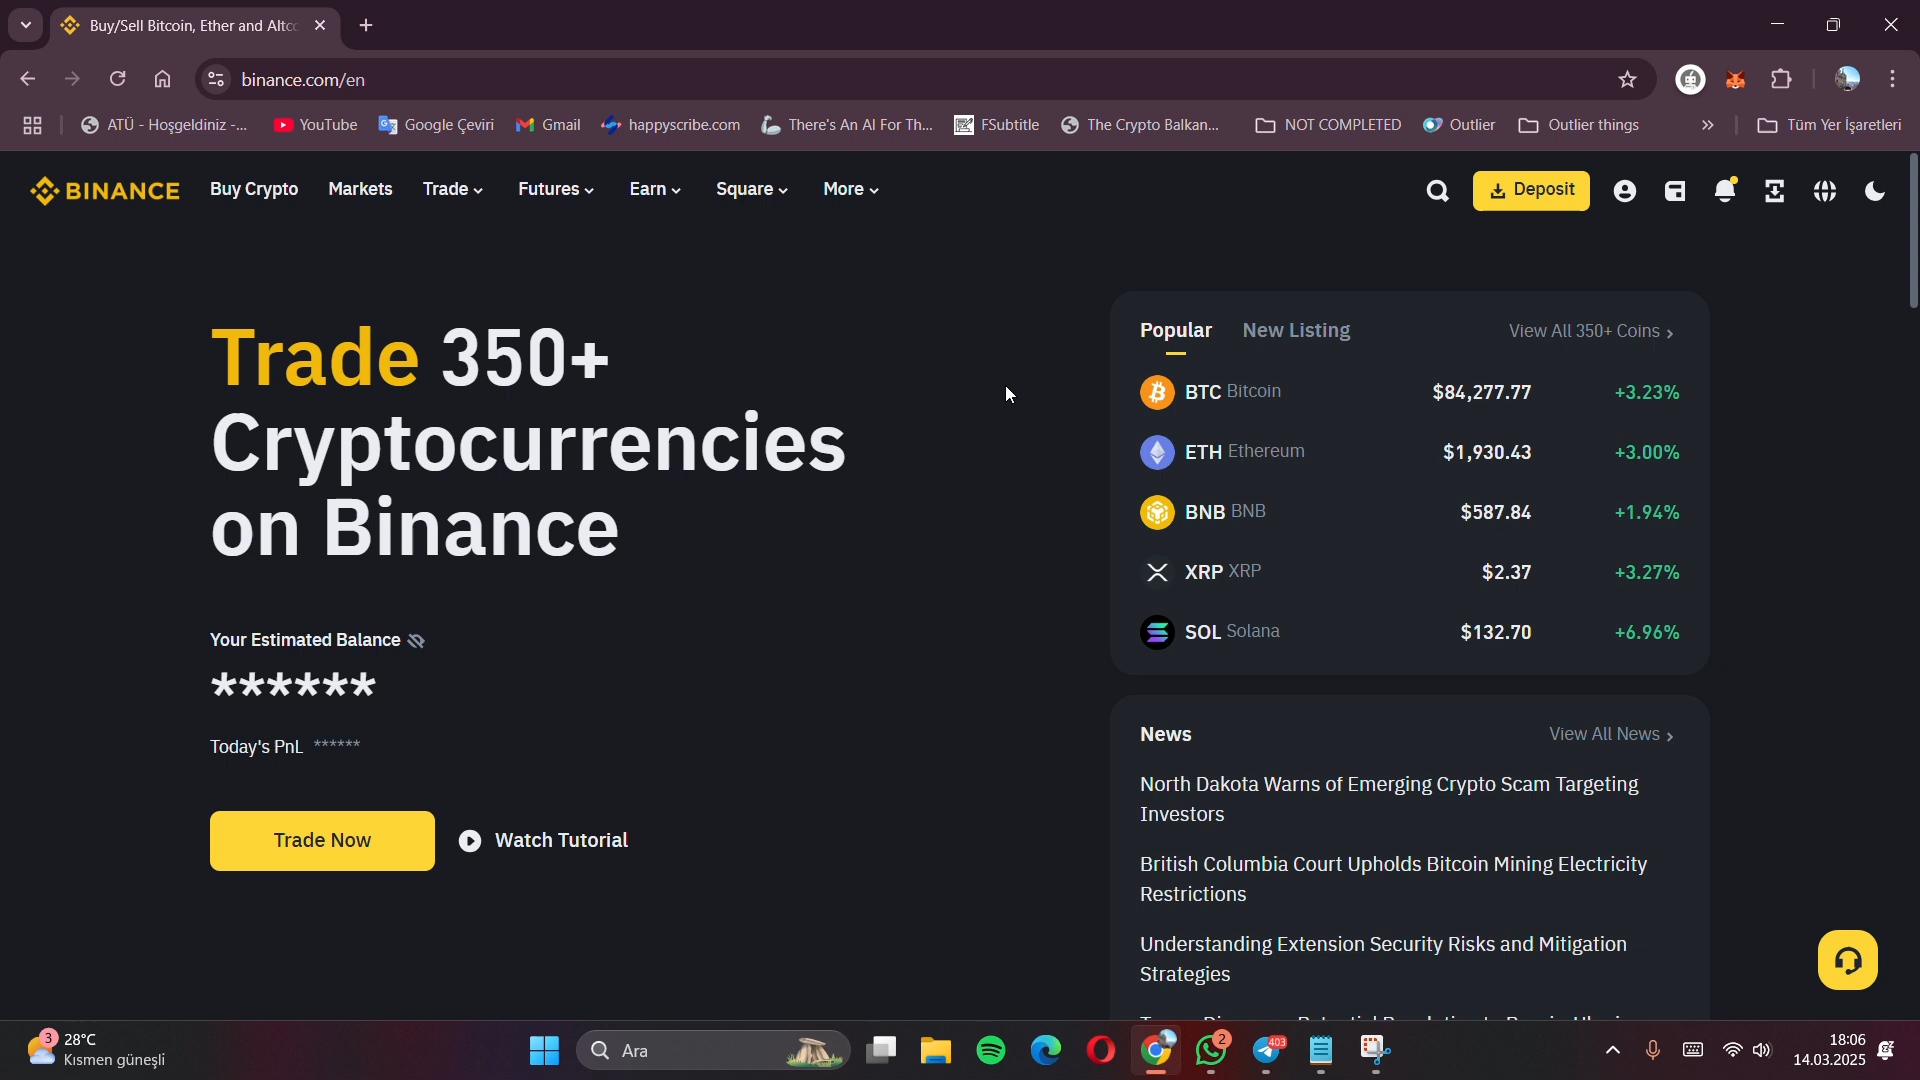 Buy/Sell Bitcoin, Ether and Altc
binance.com/en
ATÜ - Hoşgeldiniz -...
YouTube
Google Çeviri
Gmail
happyscribe.com
There's An AI For Th...
FSubtitle
The Crypto Balkan...
NOT COMPLETED
Outlier
Outlier things
»
Tüm Yer İşaretleri
BINANCE
Buy Crypto
Markets
Trade
Futures
Earn
Square
More
Deposit
Trade 350+
Cryptocurrencies
on Binance
Your Estimated Balance
******
Today's PnL ******
Trade Now
Watch Tutorial
Popular
New Listing
View All 350+ Coins
BTC Bitcoin $84,277.77 +3.23%
ETH Ethereum $1,930.43 +3.00%
BNB BNB $587.84 +1.94%
XRP XRP $2.37 +3.27%
SOL Solana $132.70 +6.96%
News
View All News
North Dakota Warns of Emerging Crypto Scam Targeting
Investors
British Columbia Court Upholds Bitcoin Mining Electricity
Restrictions
Understanding Extension Security Risks and Mitigation
Strategies
3
28°C
Kısmen güneşli
Ara
2
403
18:06
14.03.2025